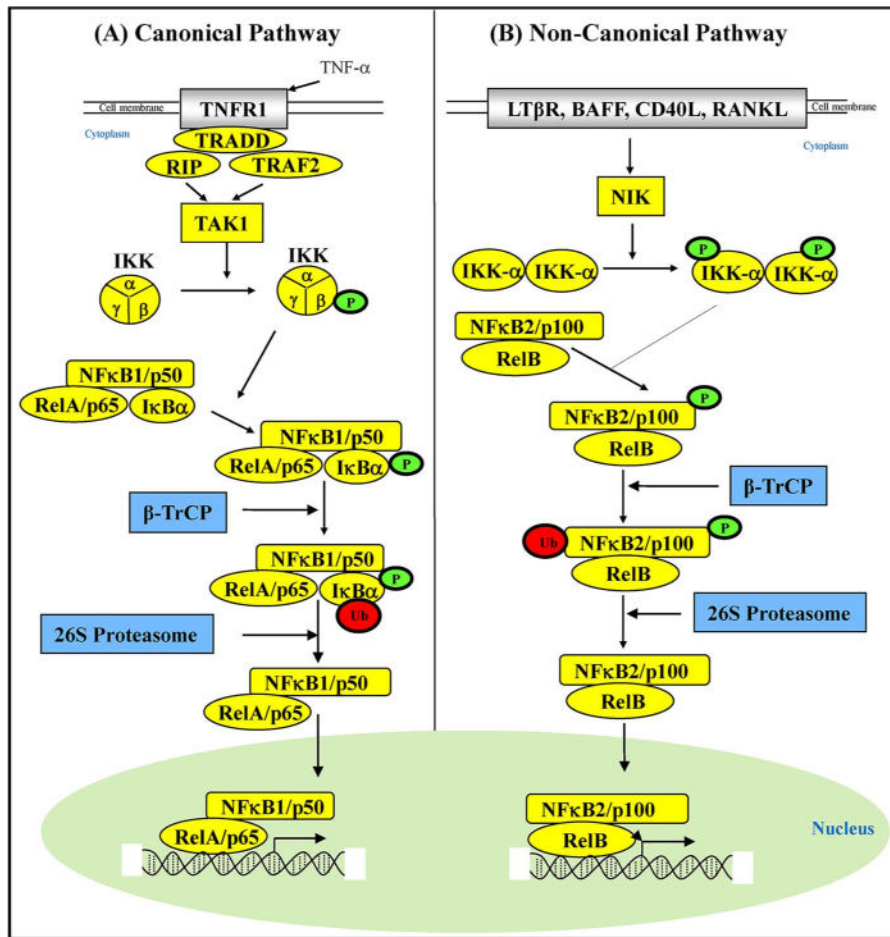 (A) Canonical Pathway
TNF-α
Cell membrane
TNFR1
Cytoplasm
TRADD
RIP
TRAF2
TAK1
IKK
α
γ
β
IKK
α
γ
β
P
NFκB1/p50
RelA/p65
IκBα
NFκB1/p50
RelA/p65
IκBα
P
β-TrCP
NFκB1/p50
RelA/p65
IκBα
P
Ub
26S Proteasome
NFκB1/p50
RelA/p65
NFκB1/p50
RelA/p65
(B) Non-Canonical Pathway
LTβR, BAFF, CD40L, RANKL
Cell membrane
Cytoplasm
NIK
IKK-α
IKK-α
P
P
IKK-α
IKK-α
NFκB2/p100
RelB
P
NFκB2/p100
RelB
β-TrCP
P
Ub
NFκB2/p100
RelB
26S Proteasome
NFκB2/p100
RelB
NFκB2/p100
RelB
Nucleus